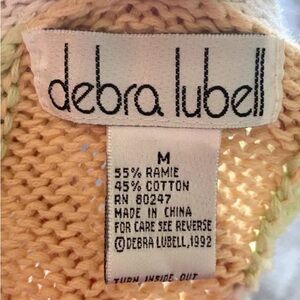 debra lubell
M
55% RAMIE
45% COTTON
RN 80247
MADE IN CHINA
FOR CARE SEE REVERSE
©DEBRA LUBELL,1992
TURN INSIDE OUT